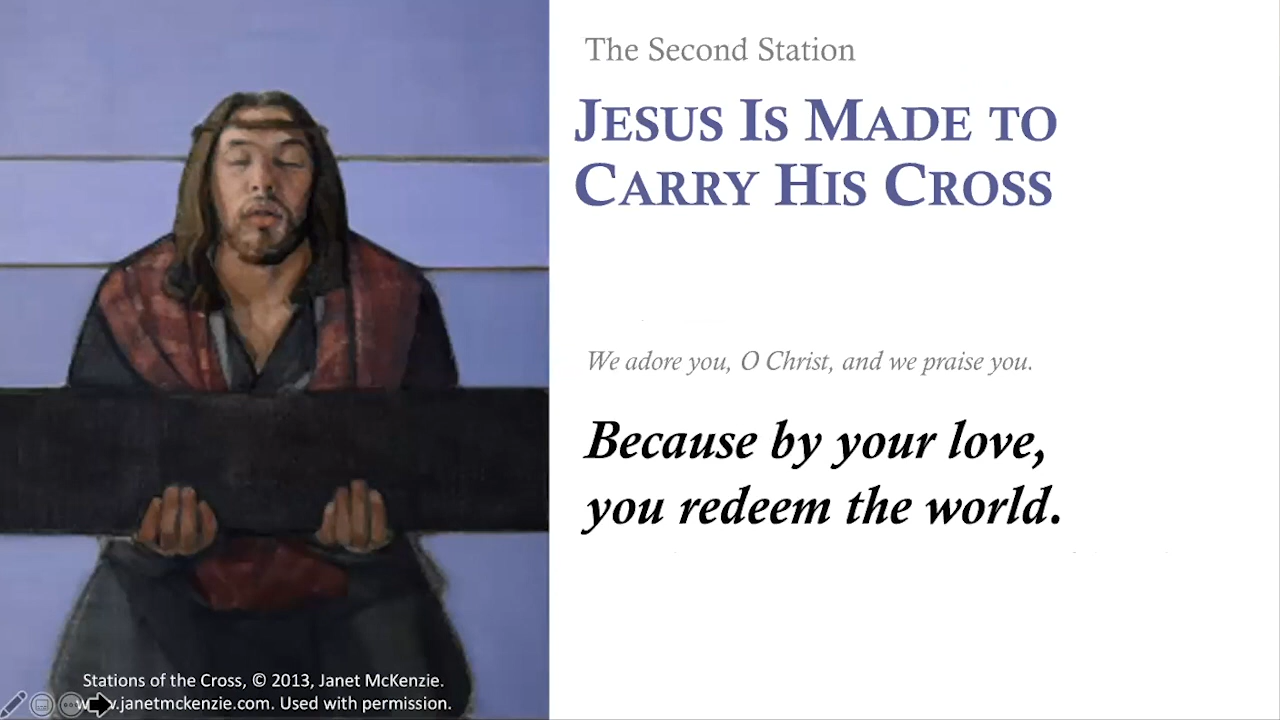 The Second Station
Jesus Is Made to
Carry His Cross
We adore you, O Christ, and we praise you.
Because by your love,
you redeem the world.
Stations of the Cross, © 2013, Janet McKenzie.
www.janetmckenzie.com. Used with permission.